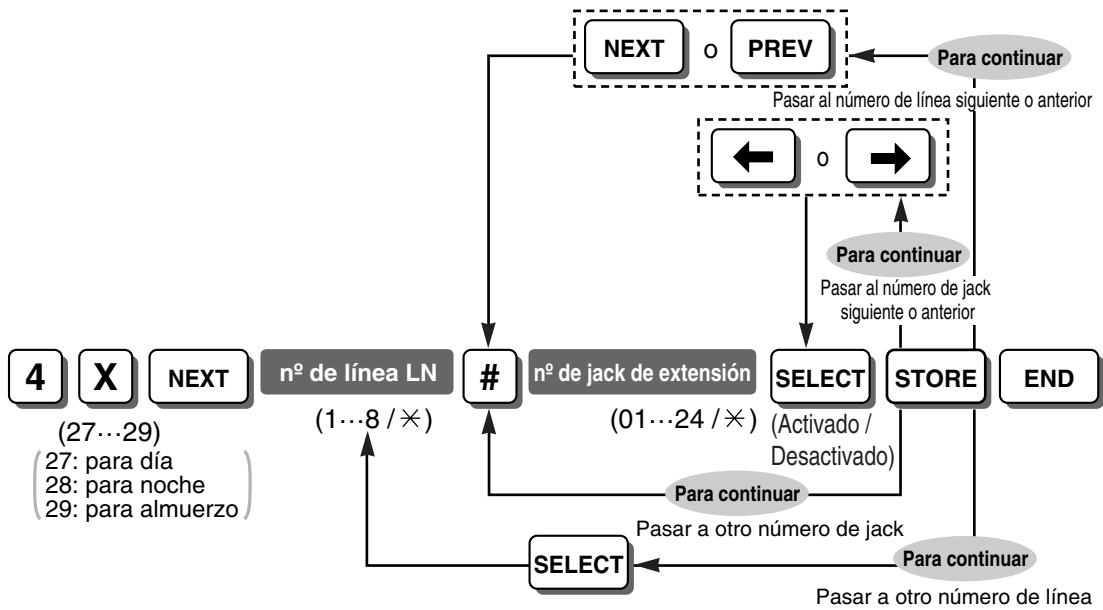 NEXT o PREV
Para continuar
Pasar al número de línea siguiente o anterior
← o →
Para continuar
Pasar al número de jack
siguiente o anterior
4 X NEXT nº de línea LN # nº de jack de extensión SELECT STORE END
(27···29)
(1···8 / ✳)
(01···24 / ✳)
(Activado /
Desactivado)
27: para día
28: para noche
29: para almuerzo
Para continuar
Pasar a otro número de jack
SELECT
Para continuar
Pasar a otro número de línea